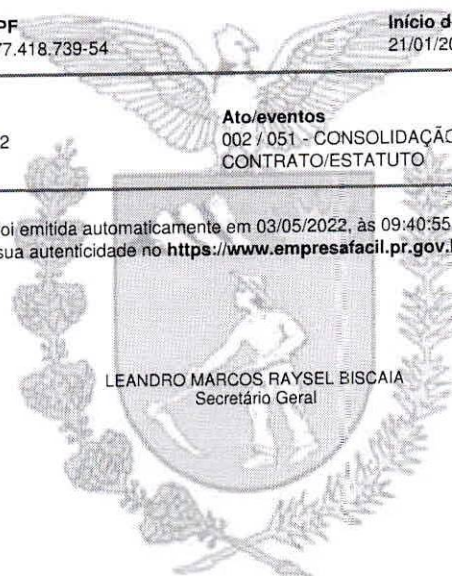 PF
Início d
77.418.739-54
21/01/20
Ato/eventos
2
002 / 051 - CONSOLIDAÇÃO
CONTRATO/ESTATUTO
oi emitida automaticamente em 03/05/2022, às 09:40:55
sua autenticidade no https://www.empresafacil.pr.gov.
LEANDRO MARCOS RAYSEL BISCAIA
Secretário Geral